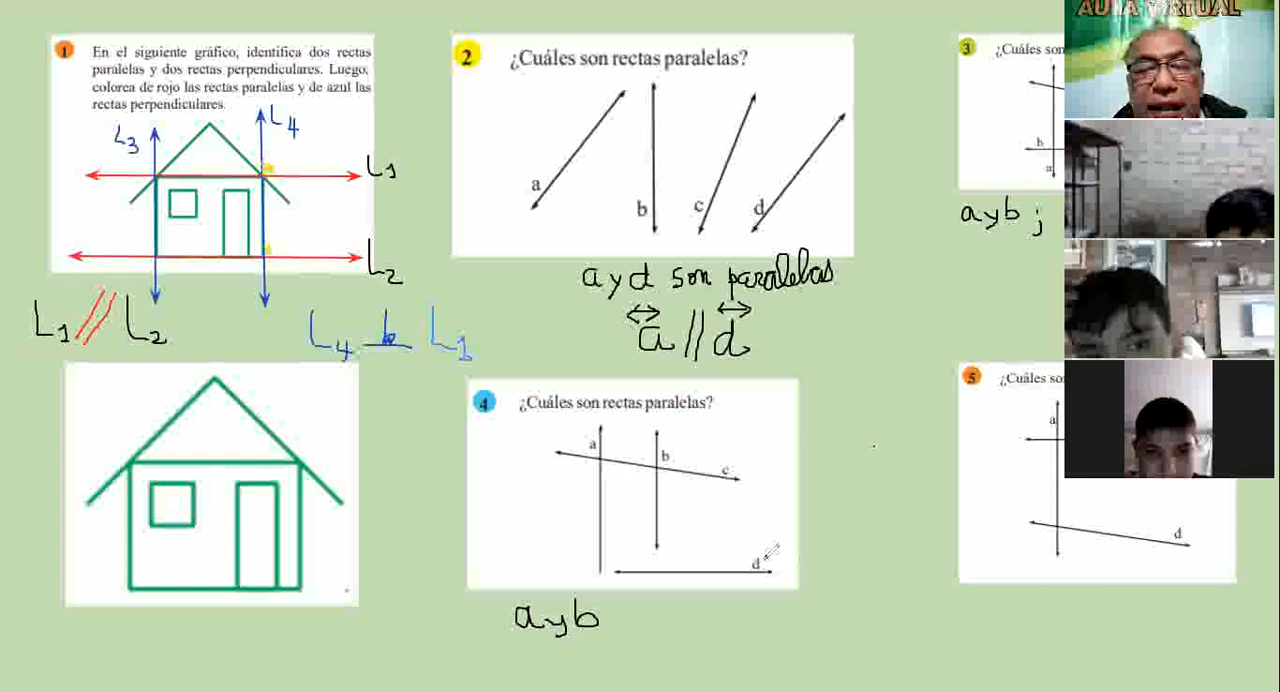 AULA VIRTUAL
1 En el siguiente gráfico, identifica dos rectas
paralelas y dos rectas perpendiculares. Luego,
colorea de rojo las rectas paralelas y de azul las
rectas perpendiculares.
L3
L4
L1
L2
L1 // L2
L4 ⊥ L1
2 ¿Cuáles son rectas paralelas?
a
b
c
d
a y d son paralelas
a // d
3 ¿Cuáles son
b
a
a y b ;
4 ¿Cuáles son rectas paralelas?
a
b
c
d
a y b
5 ¿Cuáles so
a
d